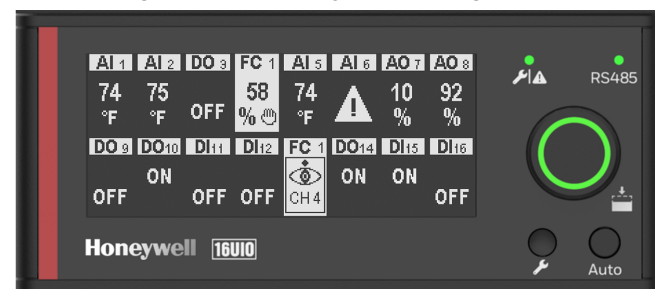 AI 1 AI 2 DO 3 FC 1 AI 5 AI 6 AO 7 AO 8
74 75 OFF 58 74 10 92
°F °F % °F % %
DO 9 DO10 DI11 DI12 FC 1 DO14 DI15 DI16
OFF ON OFF OFF CH 4 ON ON OFF
RS485
Honeywell 16UIO
Auto